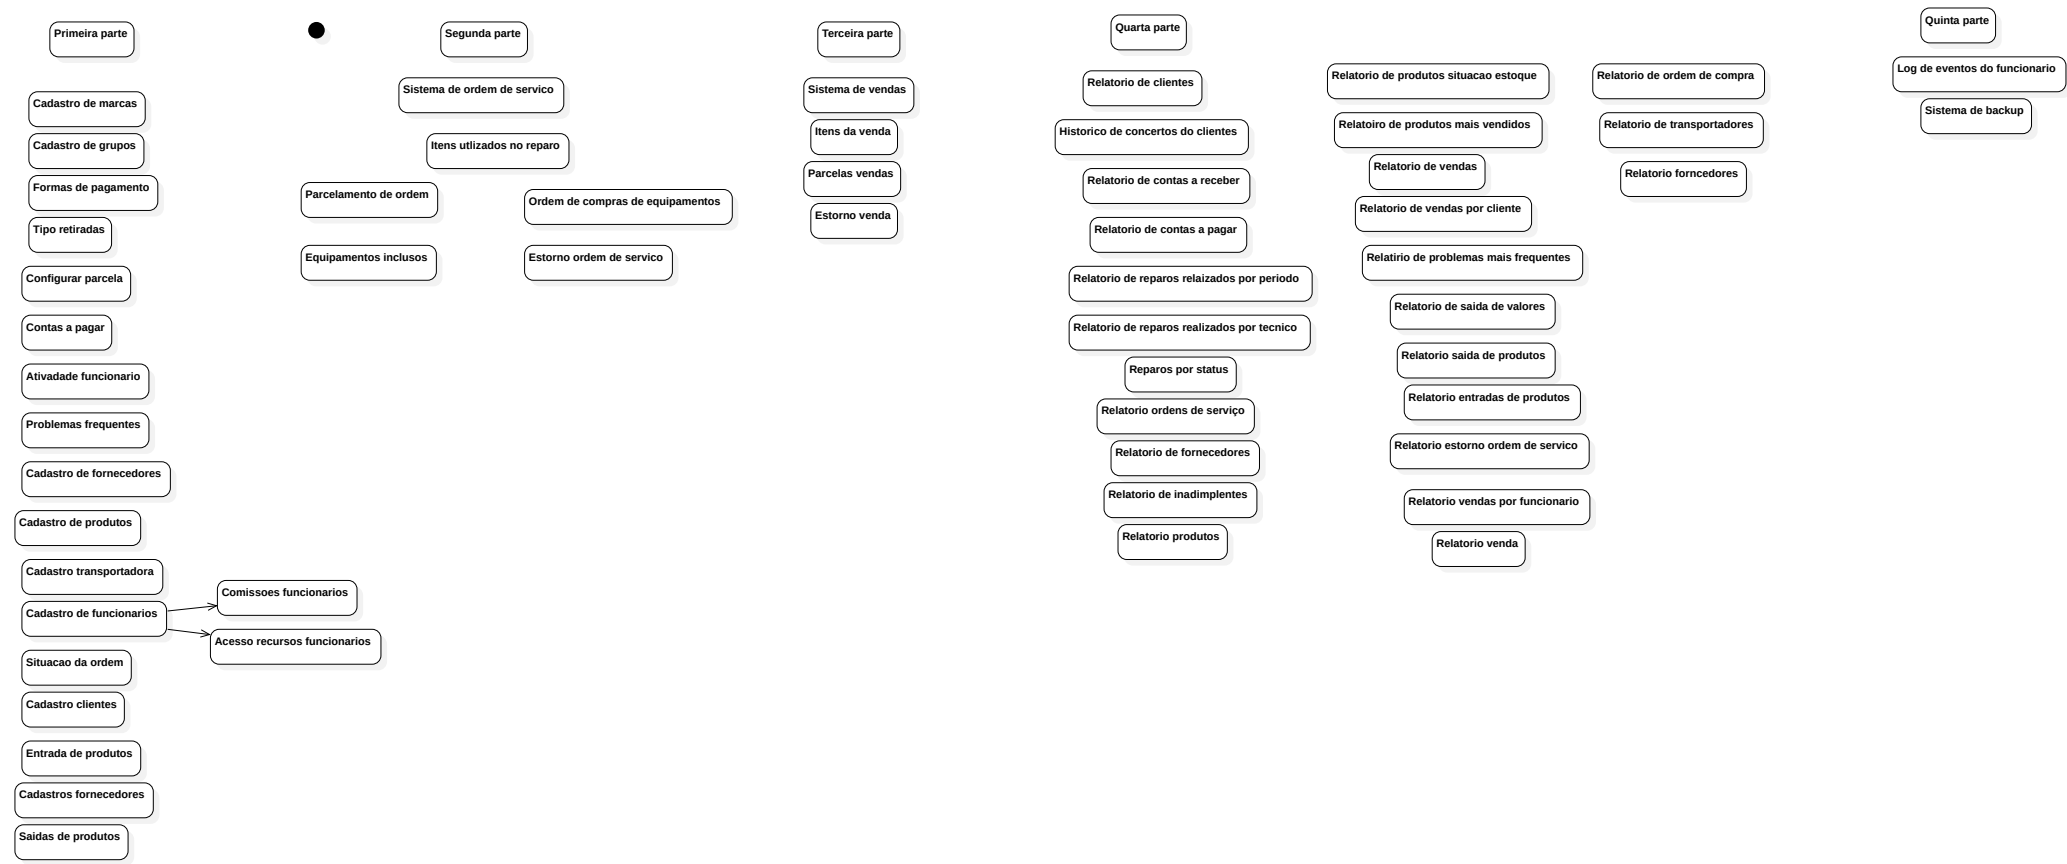 Primeira parte
Cadastro de marcas
Cadastro de grupos
Formas de pagamento
Tipo retiradas
Configurar parcela
Contas a pagar
Ativadade funcionario
Problemas frequentes
Cadastro de fornecedores
Cadastro de produtos
Cadastro transportadora
Cadastro de funcionarios
Comissoes funcionarios
Acesso recursos funcionarios
Situacao da ordem
Cadastro clientes
Entrada de produtos
Cadastros fornecedores
Saidas de produtos
Segunda parte
Sistema de ordem de servico
Itens utlizados no reparo
Parcelamento de ordem
Ordem de compras de equipamentos
Equipamentos inclusos
Estorno ordem de servico
Terceira parte
Sistema de vendas
Itens da venda
Parcelas vendas
Estorno venda
Quarta parte
Relatorio de clientes
Historico de concertos do clientes
Relatorio de contas a receber
Relatorio de contas a pagar
Relatorio de reparos relaizados por periodo
Relatorio de reparos realizados por tecnico
Reparos por status
Relatorio ordens de serviço
Relatorio de fornecedores
Relatorio de inadimplentes
Relatorio produtos
Relatorio de produtos situacao estoque
Relatoiro de produtos mais vendidos
Relatorio de vendas
Relatorio de vendas por cliente
Relatirio de problemas mais frequentes
Relatorio de saida de valores
Relatorio saida de produtos
Relatorio entradas de produtos
Relatorio estorno ordem de servico
Relatorio vendas por funcionario
Relatorio venda
Relatorio de ordem de compra
Relatorio de transportadores
Relatorio forncedores
Quinta parte
Log de eventos do funcionario
Sistema de backup